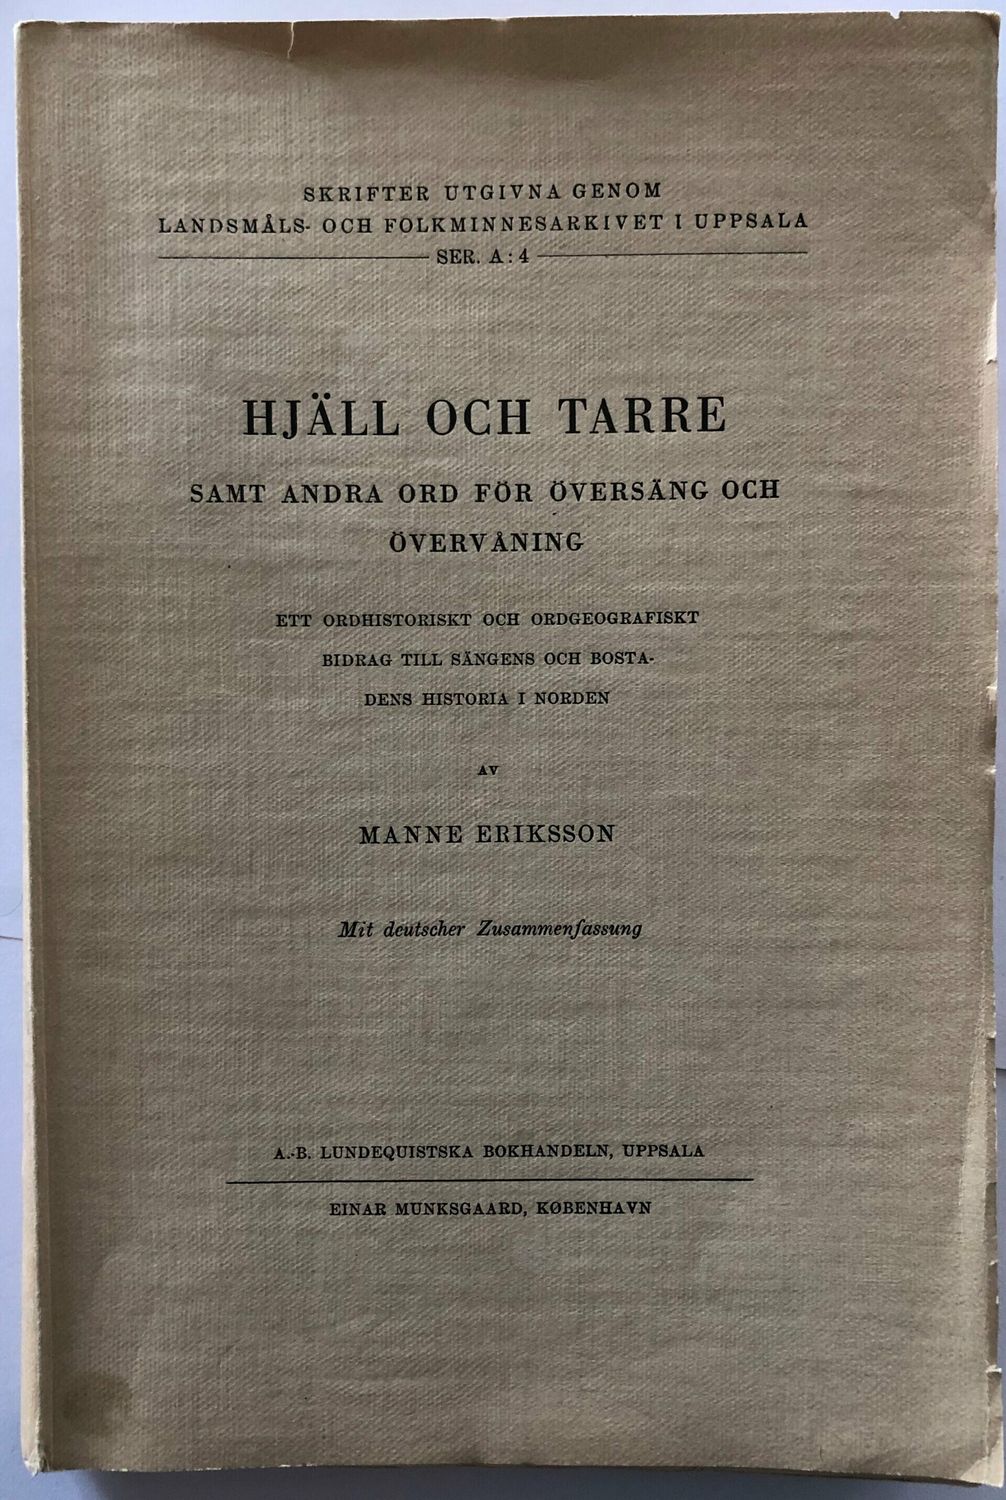 SKRIFTER UTGIVNA GENOM
LANDSMÅLS- OCH FOLKMINNESARKIVET I UPPSALA
SER. A: 4
HJÄLL OCH TARRE
SAMT ANDRA ORD FÖR ÖVERSÄNG OCH
ÖVERVÅNING
ETT ORDHISTORISKT OCH ORDGEOGRAFISKT
BIDRAG TILL SÄNGENS OCH BOSTA-
DENS HISTORIA I NORDEN
AV
MANNE ERIKSSON
Mit deutscher Zusammenfassung
A.-B. LUNDEQUISTSKA BOKHANDELN, UPPSALA
EINAR MUNKSGAARD, KØBENHAVN